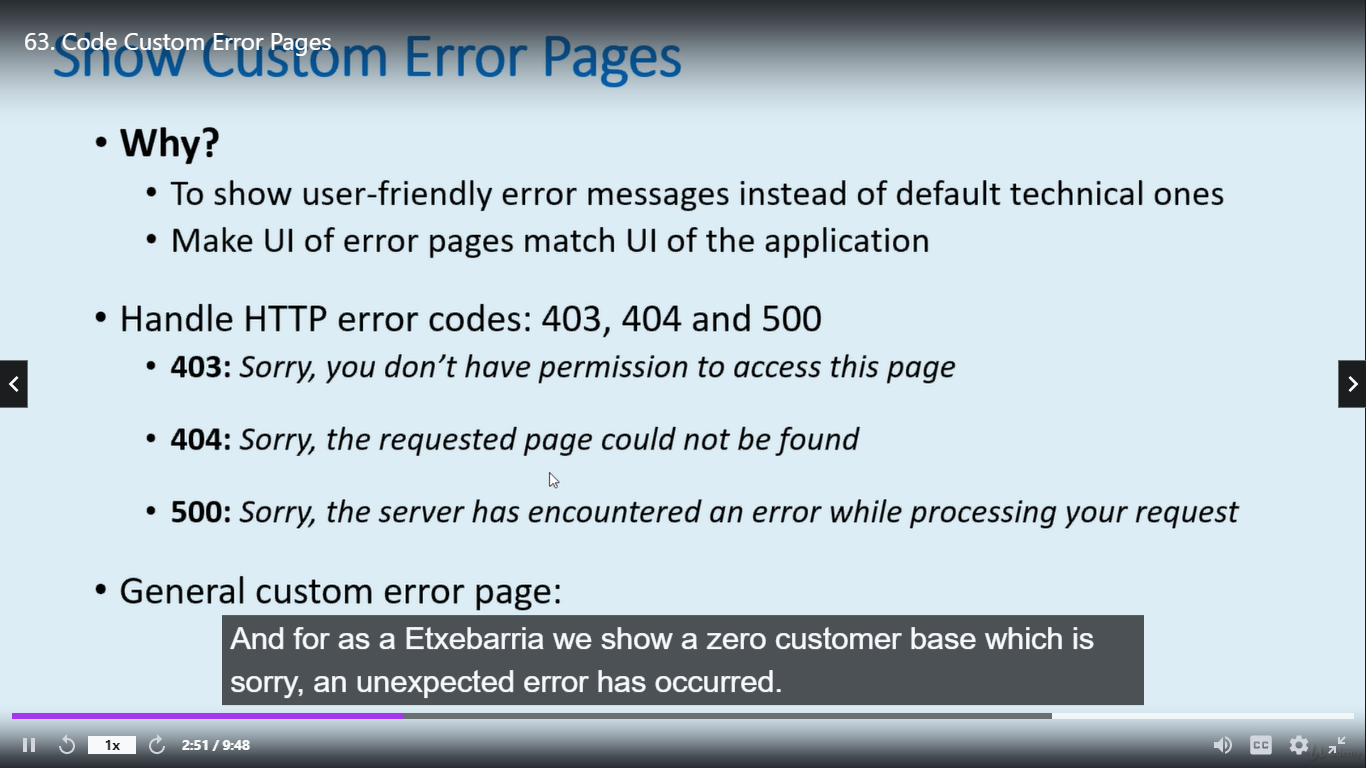 63. Code Custom Error Pages
Show Custom Error Pages
• Why?
• To show user-friendly error messages instead of default technical ones
• Make UI of error pages match UI of the application
• Handle HTTP error codes: 403, 404 and 500
• 403: Sorry, you don’t have permission to access this page
• 404: Sorry, the requested page could not be found
• 500: Sorry, the server has encountered an error while processing your request
• General custom error page:
And for as a Etxebarria we show a zero customer base which is
sorry, an unexpected error has occurred.
1x
2:51 / 9:48
CC